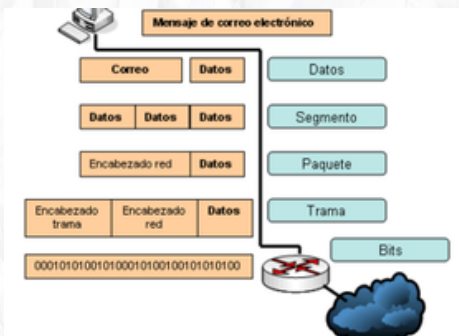 Mensaje de correo electrónico
Correo Datos Datos
Datos Datos Datos Segmento
Encabezado red Datos Paquete
Encabezado trama Encabezado red Datos Trama
Bits
00010101001010001010010010101010100